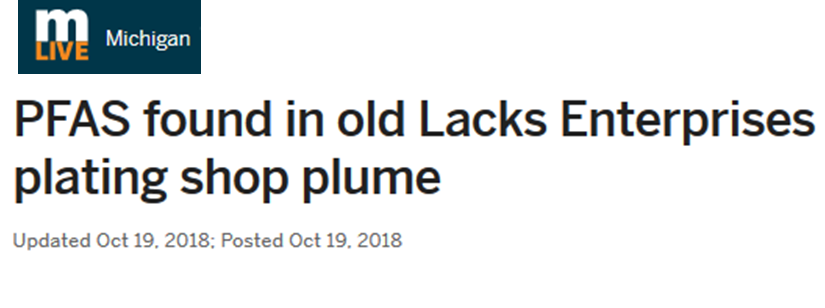 m
LIVE Michigan
PFAS found in old Lacks Enterprises
plating shop plume
Updated Oct 19, 2018; Posted Oct 19, 2018